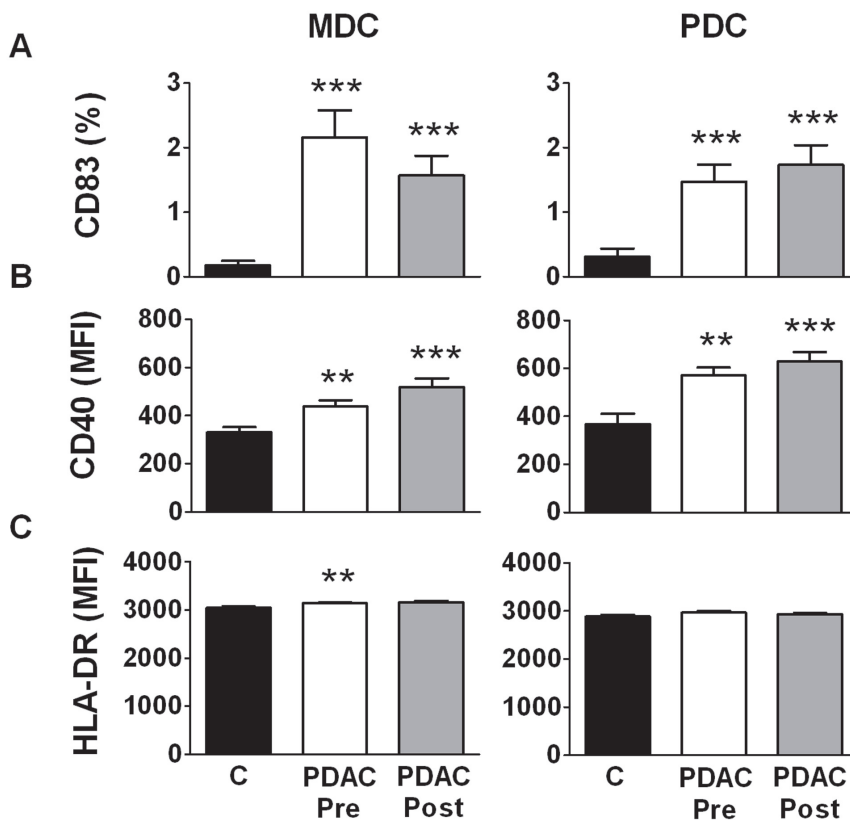 MDC PDC
A
CD83 (%)
3 3
2 2
1 1
0 0
*** ***
*** ***
B
CD40 (MFI)
800 800
600 600
400 400
200 200
0 0
** ***
** ***
C
HLA-DR (MFI)
4000 4000
3000 3000
2000 2000
1000 1000
0 0
**
C PDAC PDAC C PDAC PDAC
Pre Post Pre Post